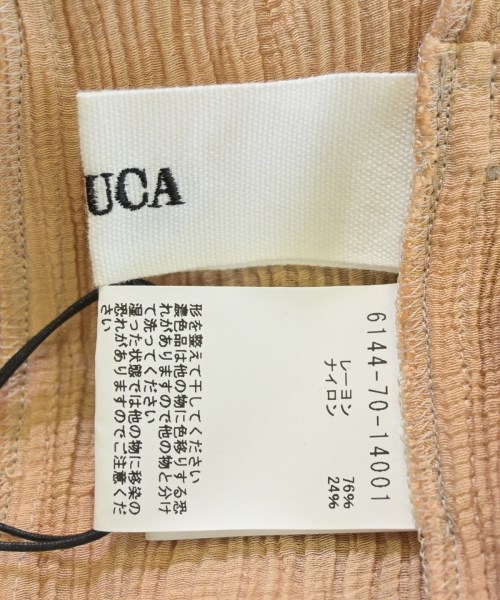 UCA
6144-70-14001
レーヨン 76%
ナイロン 24%
形を整えて干してください
濃色品は他の物に色移りする恐
れがありますので他の物と分け
て洗ってください
湿った状態では他の物に移染の
恐れがありますのでご注意くだ
さい